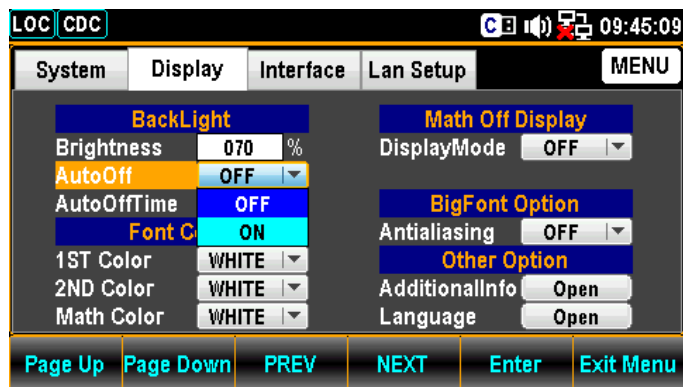 LOC CDC C 09:45:09
System Display Interface Lan Setup MENU
BackLight
Brightness 070 %
AutoOff OFF
AutoOffTime OFF
ON
Font C
1ST Color WHITE
2ND Color WHITE
Math Color WHITE
Math Off Display
DisplayMode OFF
BigFont Option
Antialiasing OFF
Other Option
AdditionalInfo Open
Language Open
Page Up Page Down PREV NEXT Enter Exit Menu